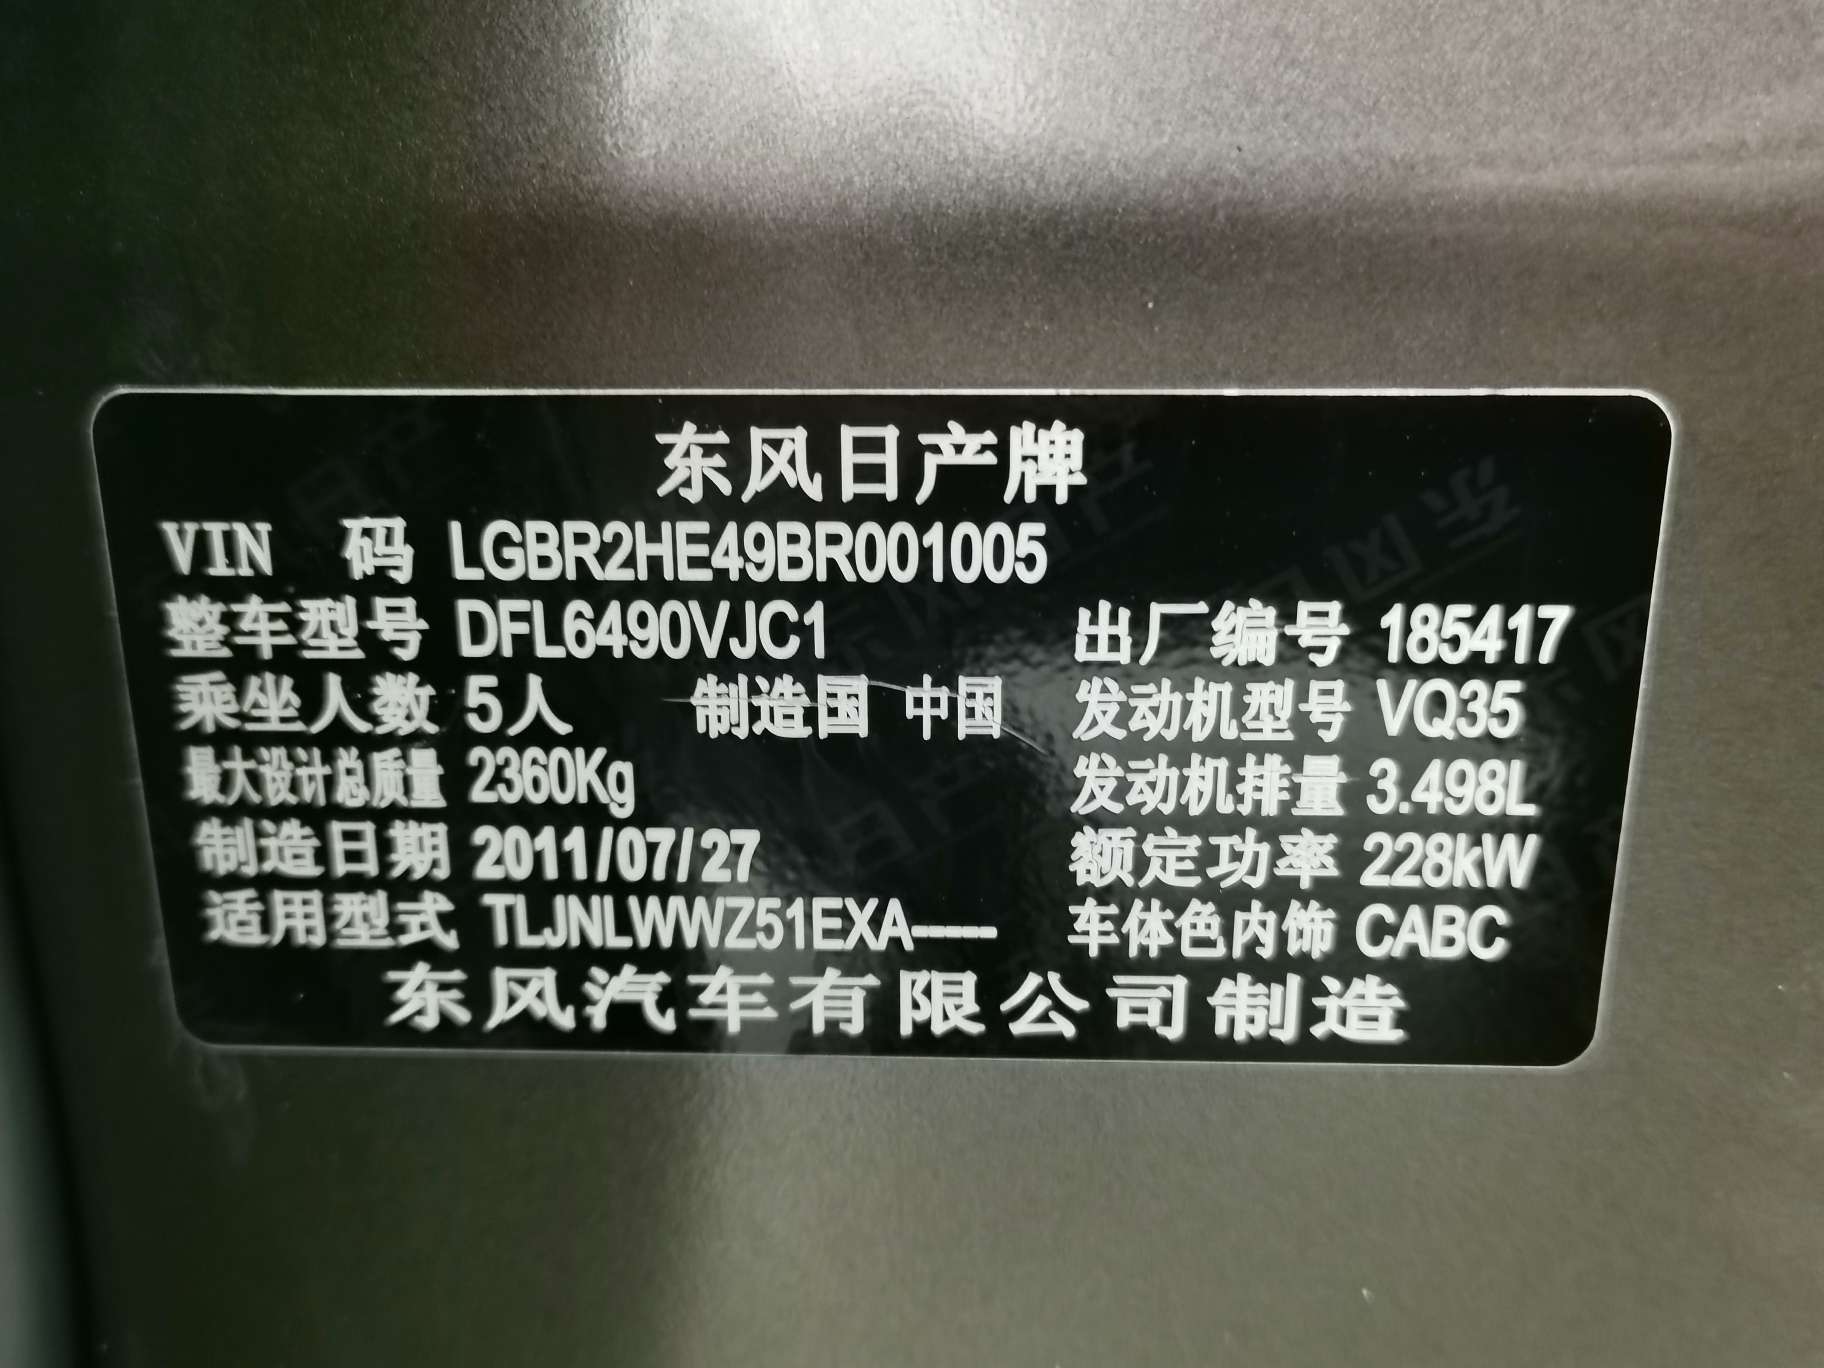 东风日产牌
VIN 码 LGBR2HE49BR001005
整车型号 DFL6490VJC1 出厂编号 185417
乘坐人数 5人 制造国 中国 发动机型号 VQ35
最大设计总质量 2360Kg 发动机排量 3.498L
制造日期 2011/07/27 额定功率 228kW
适用型式 TLJNLWWZ51EXA----- 车体色内饰 CABC
东风汽车有限公司制造